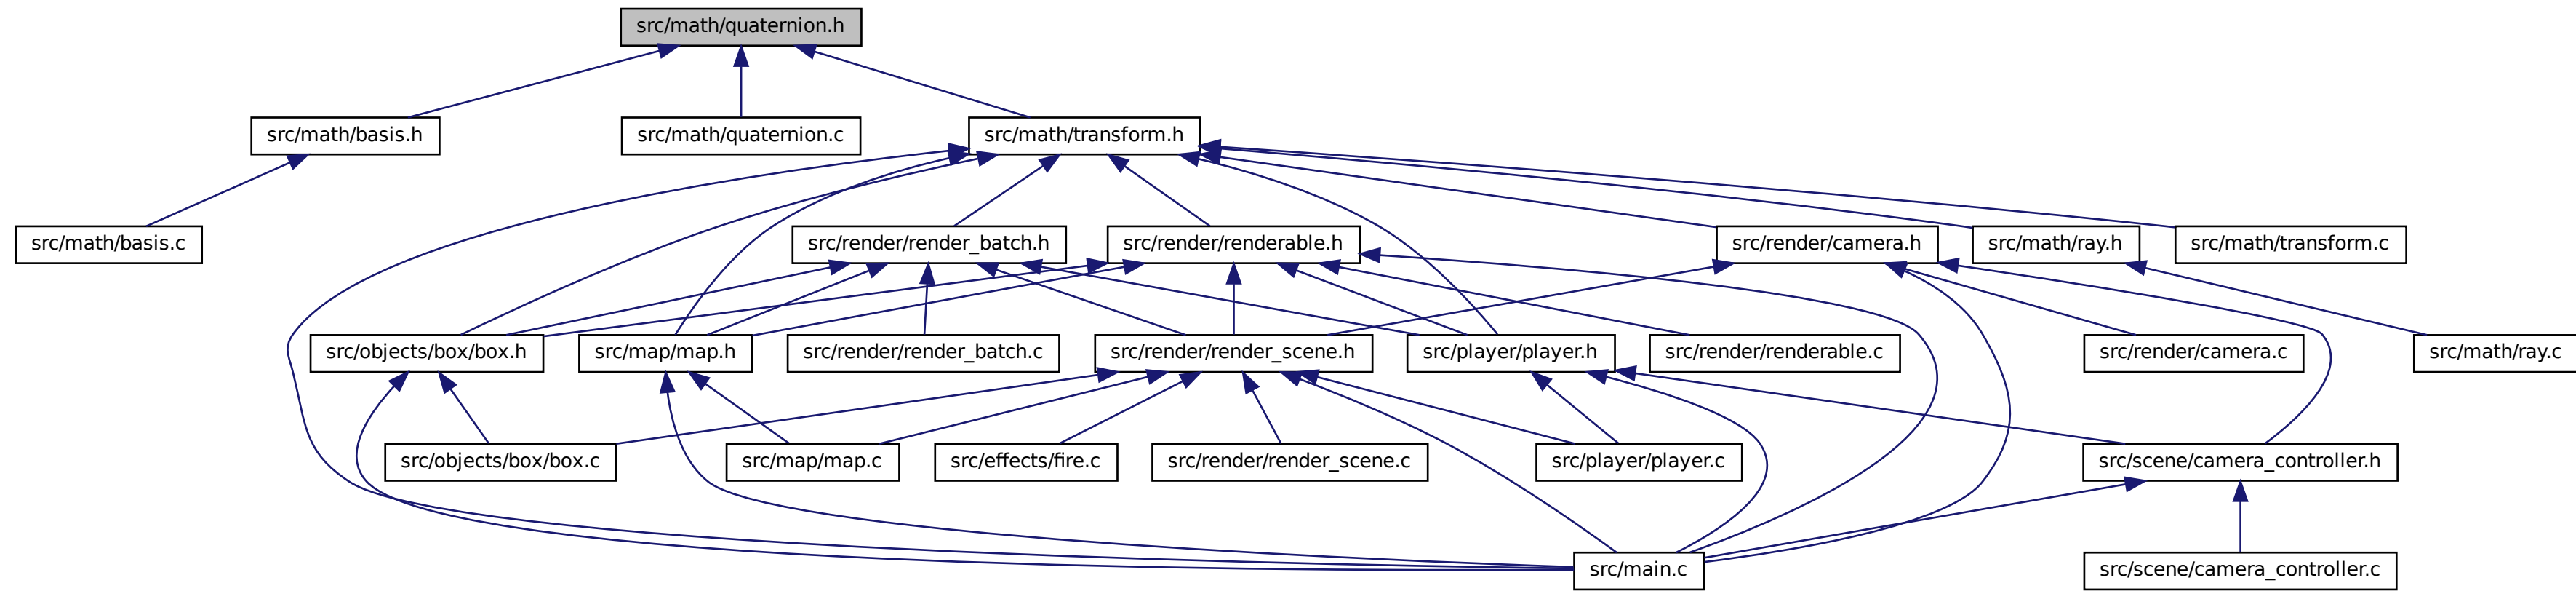 src/math/quaternion.h
src/math/basis.h
src/math/quaternion.c
src/math/transform.h
src/math/basis.c
src/render/render_batch.h
src/render/renderable.h
src/render/camera.h
src/math/ray.h
src/math/transform.c
src/objects/box/box.h
src/map/map.h
src/render/render_batch.c
src/render/render_scene.h
src/player/player.h
src/render/renderable.c
src/render/camera.c
src/math/ray.c
src/objects/box/box.c
src/map/map.c
src/effects/fire.c
src/render/render_scene.c
src/player/player.c
src/scene/camera_controller.h
src/main.c
src/scene/camera_controller.c